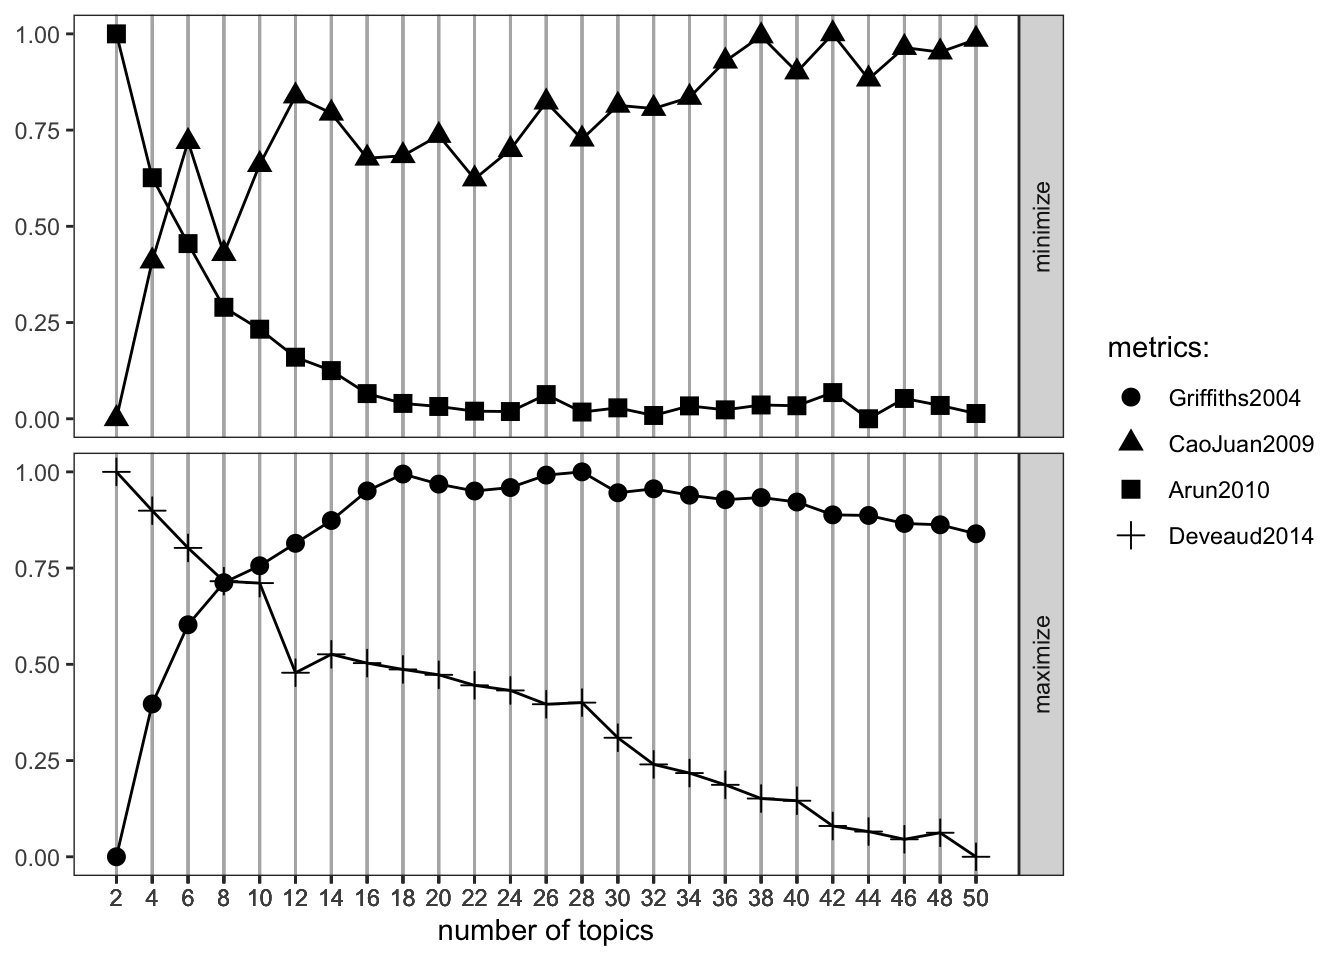 1.00
0.75
0.50
0.25
0.00
minimize
1.00
0.75
0.50
0.25
0.00
maximize
2 4 6 8 10 12 14 16 18 20 22 24 26 28 30 32 34 36 38 40 42 44 46 48 50
number of topics
metrics:
Griffiths2004
CaoJuan2009
Arun2010
Deveaud2014